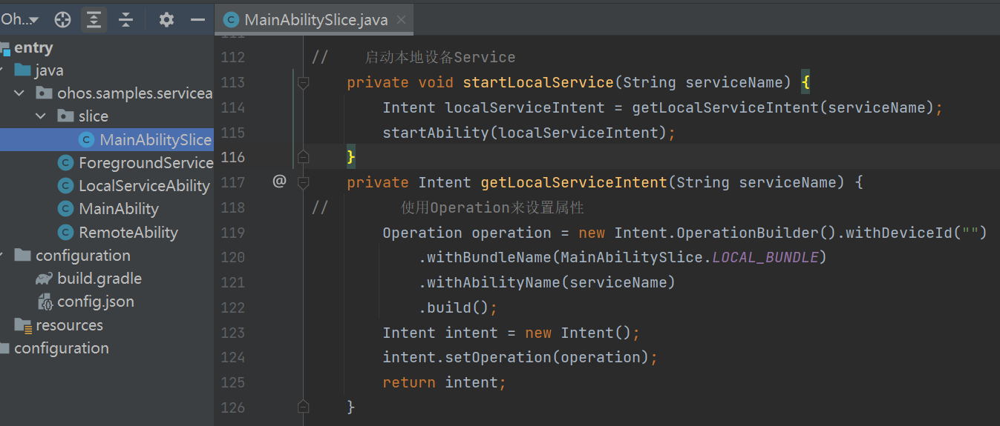 Oh...
MainAbilitySlice.java
entry
java
ohos.samples.servicea
slice
MainAbilitySlice
ForegroundService
LocalServiceAbility
MainAbility
RemoteAbility
configuration
build.gradle
config.json
resources
configuration
112 // 启动本地设备Service
113 private void startLocalService(String serviceName) {
114 Intent localServiceIntent = getLocalServiceIntent(serviceName);
115 startAbility(localServiceIntent);
116 }
117 @ private Intent getLocalServiceIntent(String serviceName) {
118 // 使用Operation来设置属性
119 Operation operation = new Intent.OperationBuilder().withDeviceId("")
120 .withBundleName(MainAbilitySlice.LOCAL_BUNDLE)
121 .withAbilityName(serviceName)
122 .build();
123 Intent intent = new Intent();
124 intent.setOperation(operation);
125 return intent;
126 }